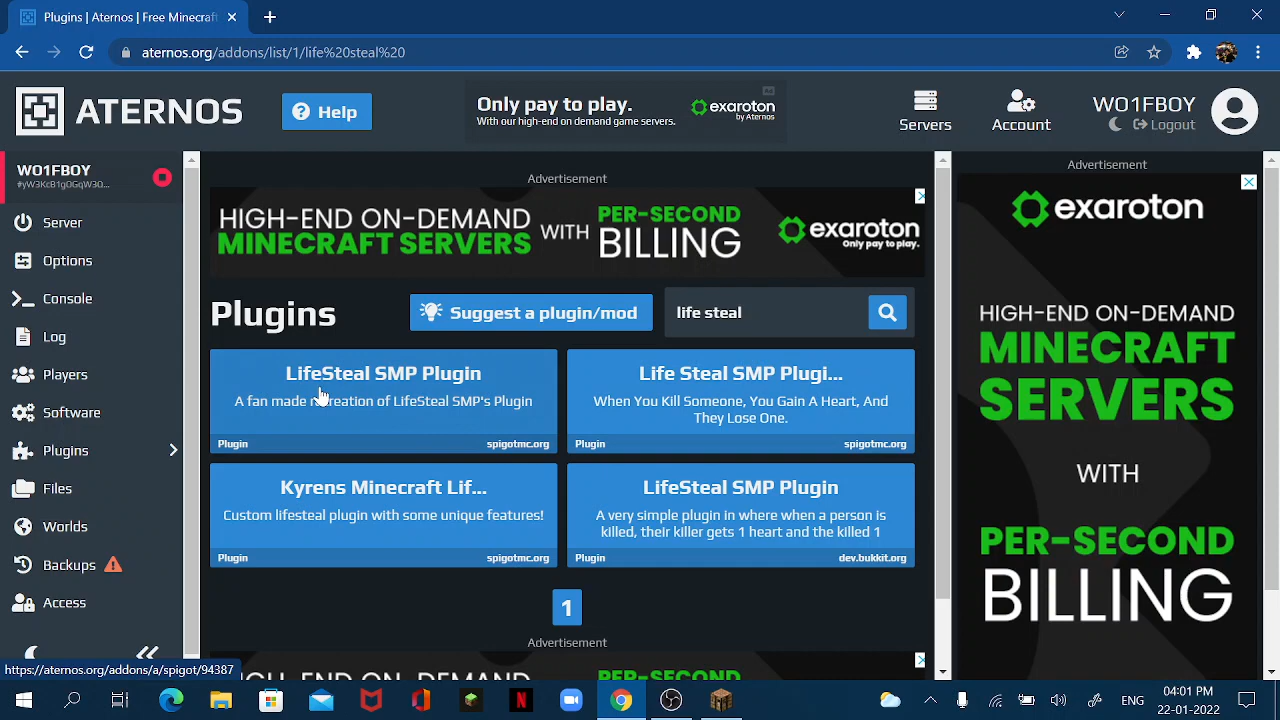 Plugins | Aternos | Free Minecraft
aternos.org/addons/list/1/life%20steal%20
ATERNOS
Help
Only pay to play.
With our high-end on demand game servers.
exaroton
by Aternos
Ad
Servers
Account
WO1FBOY
Logout
WO1FBOY
Server
Options
Console
Log
Players
Software
Plugins
Files
Worlds
Backups
Access
Advertisement
HIGH-END ON-DEMAND
MINECRAFT SERVERS
WITH
PER-SECOND
BILLING
exaroton
Only pay to play.
Plugins
Suggest a plugin/mod
life steal
LifeSteal SMP Plugin
A fan made recreation of LifeSteal SMP's Plugin
Plugin
spigotmc.org
Life Steal SMP Plugi...
When You Kill Someone, You Gain A Heart, And
They Lose One.
Plugin
spigotmc.org
Kyrens Minecraft Lif...
Custom lifesteal plugin with some unique features!
Plugin
spigotmc.org
LifeSteal SMP Plugin
A very simple plugin in where when a person is
killed, their killer gets 1 heart and the killed 1
Plugin
dev.bukkit.org
1
Advertisement
Advertisement
exaroton
HIGH-END ON-DEMAND
MINECRAFT
SERVERS
WITH
PER-SECOND
BILLING
https://aternos.org/addons/a/spigot/94387
ENG
04:01 PM
22-01-2022